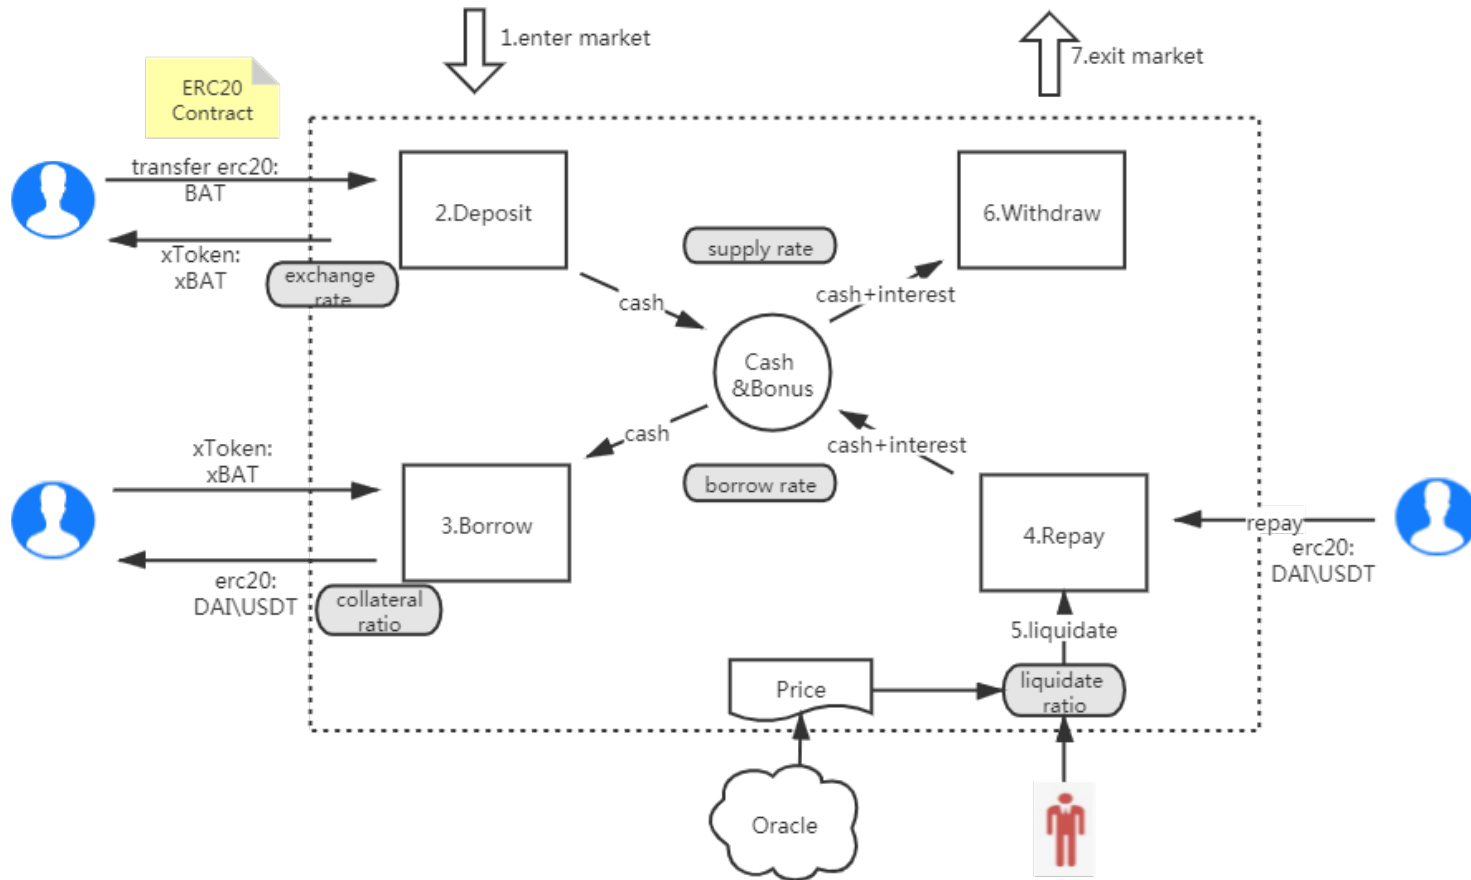 1.enter market
7.exit market
ERC20
Contract
transfer erc20:
BAT
2.Deposit
6.Withdraw
xToken:
xBAT
exchange
rate
supply rate
cash
cash+interest
Cash
&Bonus
cash
cash+interest
xToken:
xBAT
borrow rate
3.Borrow
4.Repay
repay
erc20:
DAI\USDT
erc20:
DAI\USDT
collateral
ratio
5.liquidate
Price
liquidate
ratio
Oracle